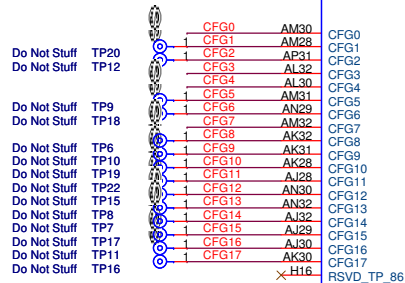 CFG0 AM30 CFG0
1 CFG1 AM28 CFG1
Do Not Stuff TP20 1 CFG2 AP31 CFG2
Do Not Stuff TP12 CFG3 AL32 CFG3
CFG4 AL30 CFG4
1 CFG5 AM31 CFG5
Do Not Stuff TP9 1 CFG6 AN29 CFG6
Do Not Stuff TP18 CFG7 AM32 CFG7
1 CFG8 AK32 CFG8
Do Not Stuff TP6 1 CFG9 AK31 CFG9
Do Not Stuff TP10 1 CFG10 AK28 CFG10
Do Not Stuff TP19 1 CFG11 AJ28 CFG11
Do Not Stuff TP22 1 CFG12 AN30 CFG12
Do Not Stuff TP15 1 CFG13 AN32 CFG13
Do Not Stuff TP8 1 CFG14 AJ32 CFG14
Do Not Stuff TP7 1 CFG15 AJ29 CFG15
Do Not Stuff TP17 1 CFG16 AJ30 CFG16
Do Not Stuff TP11 1 CFG17 AK30 CFG17
Do Not Stuff TP16 H16 RSVD_TP_86